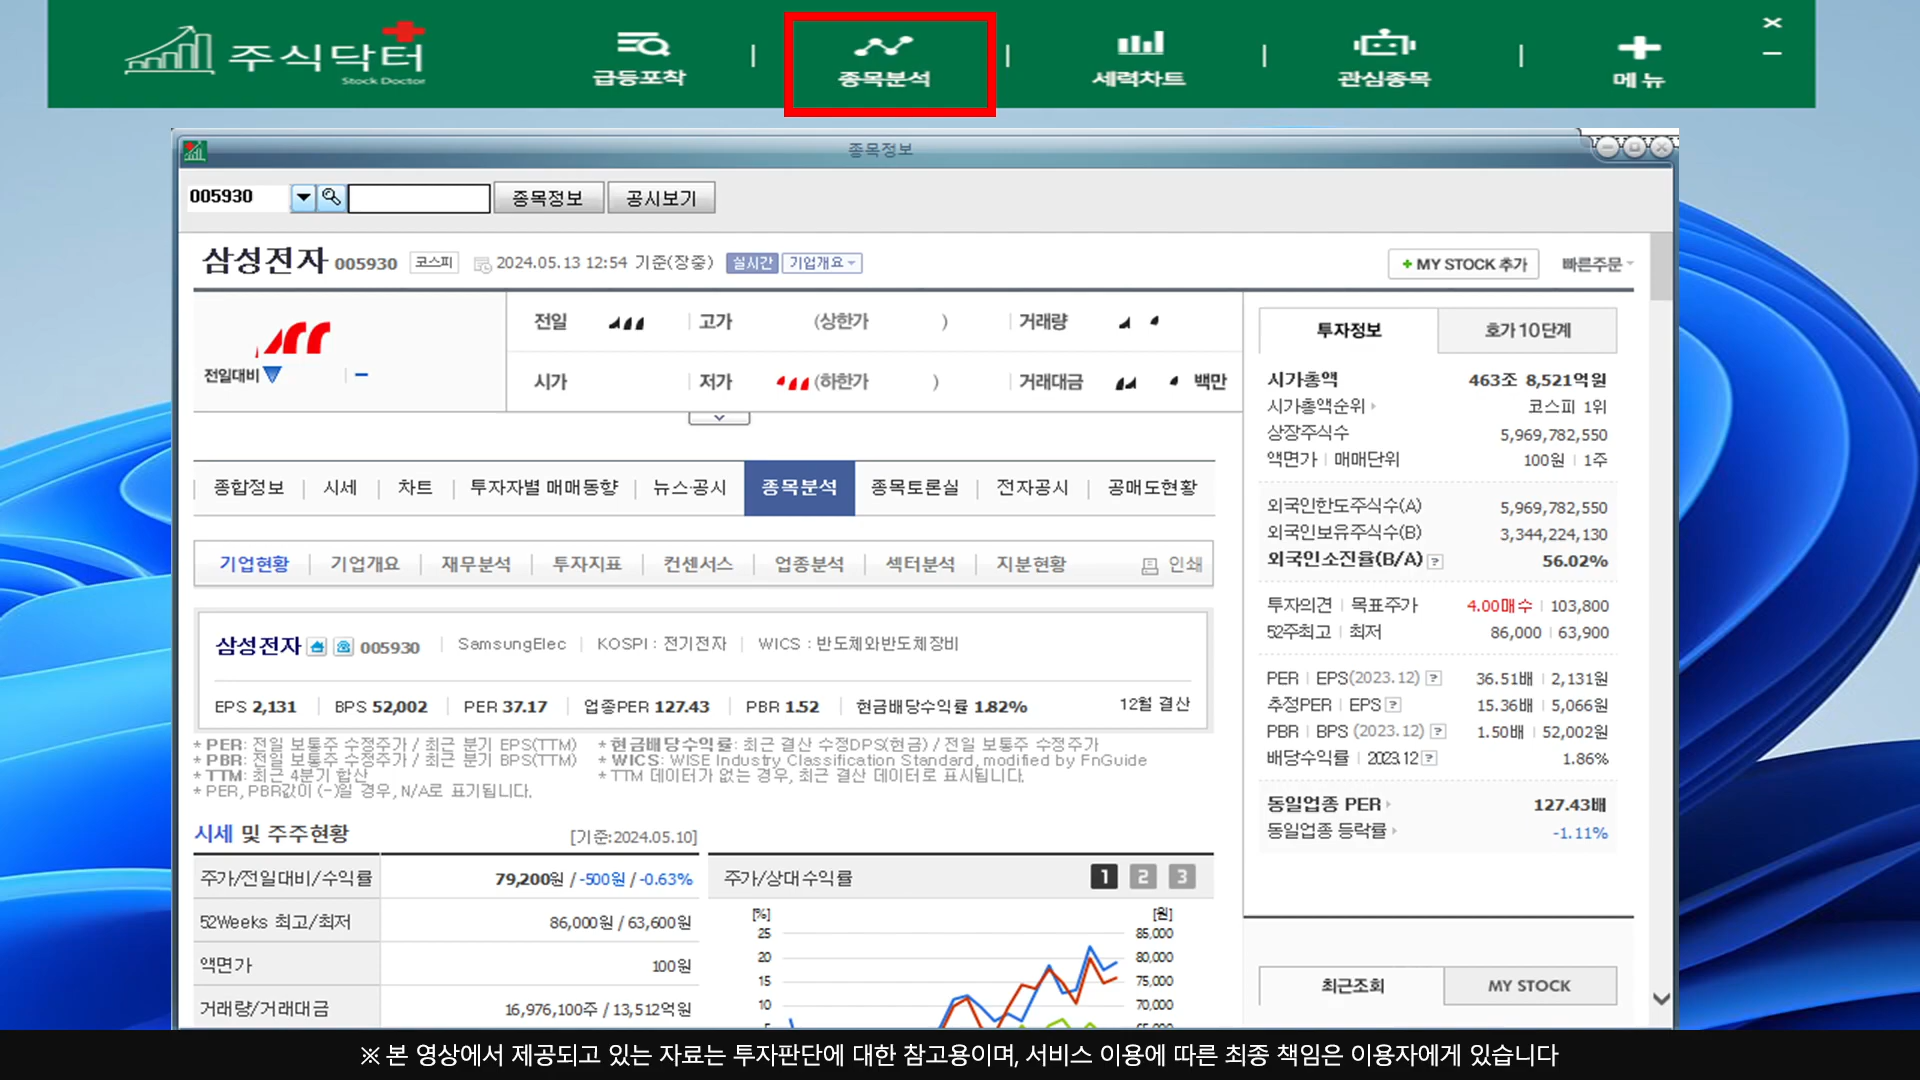 주식닥터
Stock Doctor
급등포착
종목분석
세력차트
관심종목
메뉴
종목정보
005930 종목정보 공시보기
삼성전자 005930 코스피 2024.05.13 12:54 기준(장중) 실시간 기업개요
+ MY STOCK 추가 빠른주문
전일대비
전일 고가 (상한가 ) 거래량
시가 저가 (하한가 ) 거래대금 백만
종합정보 시세 차트 투자자별 매매동향 뉴스·공시 종목분석 종목토론실 전자공시 공매도현황
기업현황 기업개요 재무분석 투자지표 컨센서스 업종분석 섹터분석 지분현황 인쇄
삼성전자 005930 SamsungElec KOSPI : 전기전자 WICS : 반도체와반도체장비
EPS 2,131 BPS 52,002 PER 37.17 업종PER 127.43 PBR 1.52 현금배당수익률 1.82% 12월 결산
* PER: 전일 보통주 수정주가 / 최근 분기 EPS(TTM)
* PBR: 전일 보통주 수정주가 / 최근 분기 BPS(TTM)
* TTM: 최근 4분기 합산
* PER, PBR값이 (-)일 경우, N/A로 표기됩니다.
* 현금배당수익률: 최근 결산 수정DPS(현금) / 전일 보통주 수정주가
* WICS: WISE Industry Classification Standard, modified by FnGuide
* TTM 데이터가 없는 경우, 최근 결산 데이터로 표시됩니다.
시세 및 주주현황 [기준:2024.05.10]
주가/전일대비/수익률 79,200원 / -500원 / -0.63%
52Weeks 최고/최저 86,000원 / 63,600원
액면가 100원
거래량/거래대금 16,976,100주 / 13,512억원
주가/상대수익률 1 2 3
[%] [원]
25 85,000
20 80,000
15 75,000
10 70,000
투자정보 호가 10단계
시가총액 463조 8,521억원
시가총액순위 코스피 1위
상장주식수 5,969,782,550
액면가 매매단위 100원 1주
외국인한도주식수(A) 5,969,782,550
외국인보유주식수(B) 3,344,224,130
외국인소진율(B/A) ? 56.02%
투자의견 목표주가 4.00매수 103,800
52주최고 최저 86,000 63,900
PER EPS(2023.12) ? 36.51배 2,131원
추정PER EPS ? 15.36배 5,066원
PBR BPS (2023.12) ? 1.50배 52,002원
배당수익률 2023.12 ? 1.86%
동일업종 PER 127.43배
동일업종 등락률 -1.11%
최근조회 MY STOCK
※ 본 영상에서 제공되고 있는 자료는 투자판단에 대한 참고용이며, 서비스 이용에 따른 최종 책임은 이용자에게 있습니다